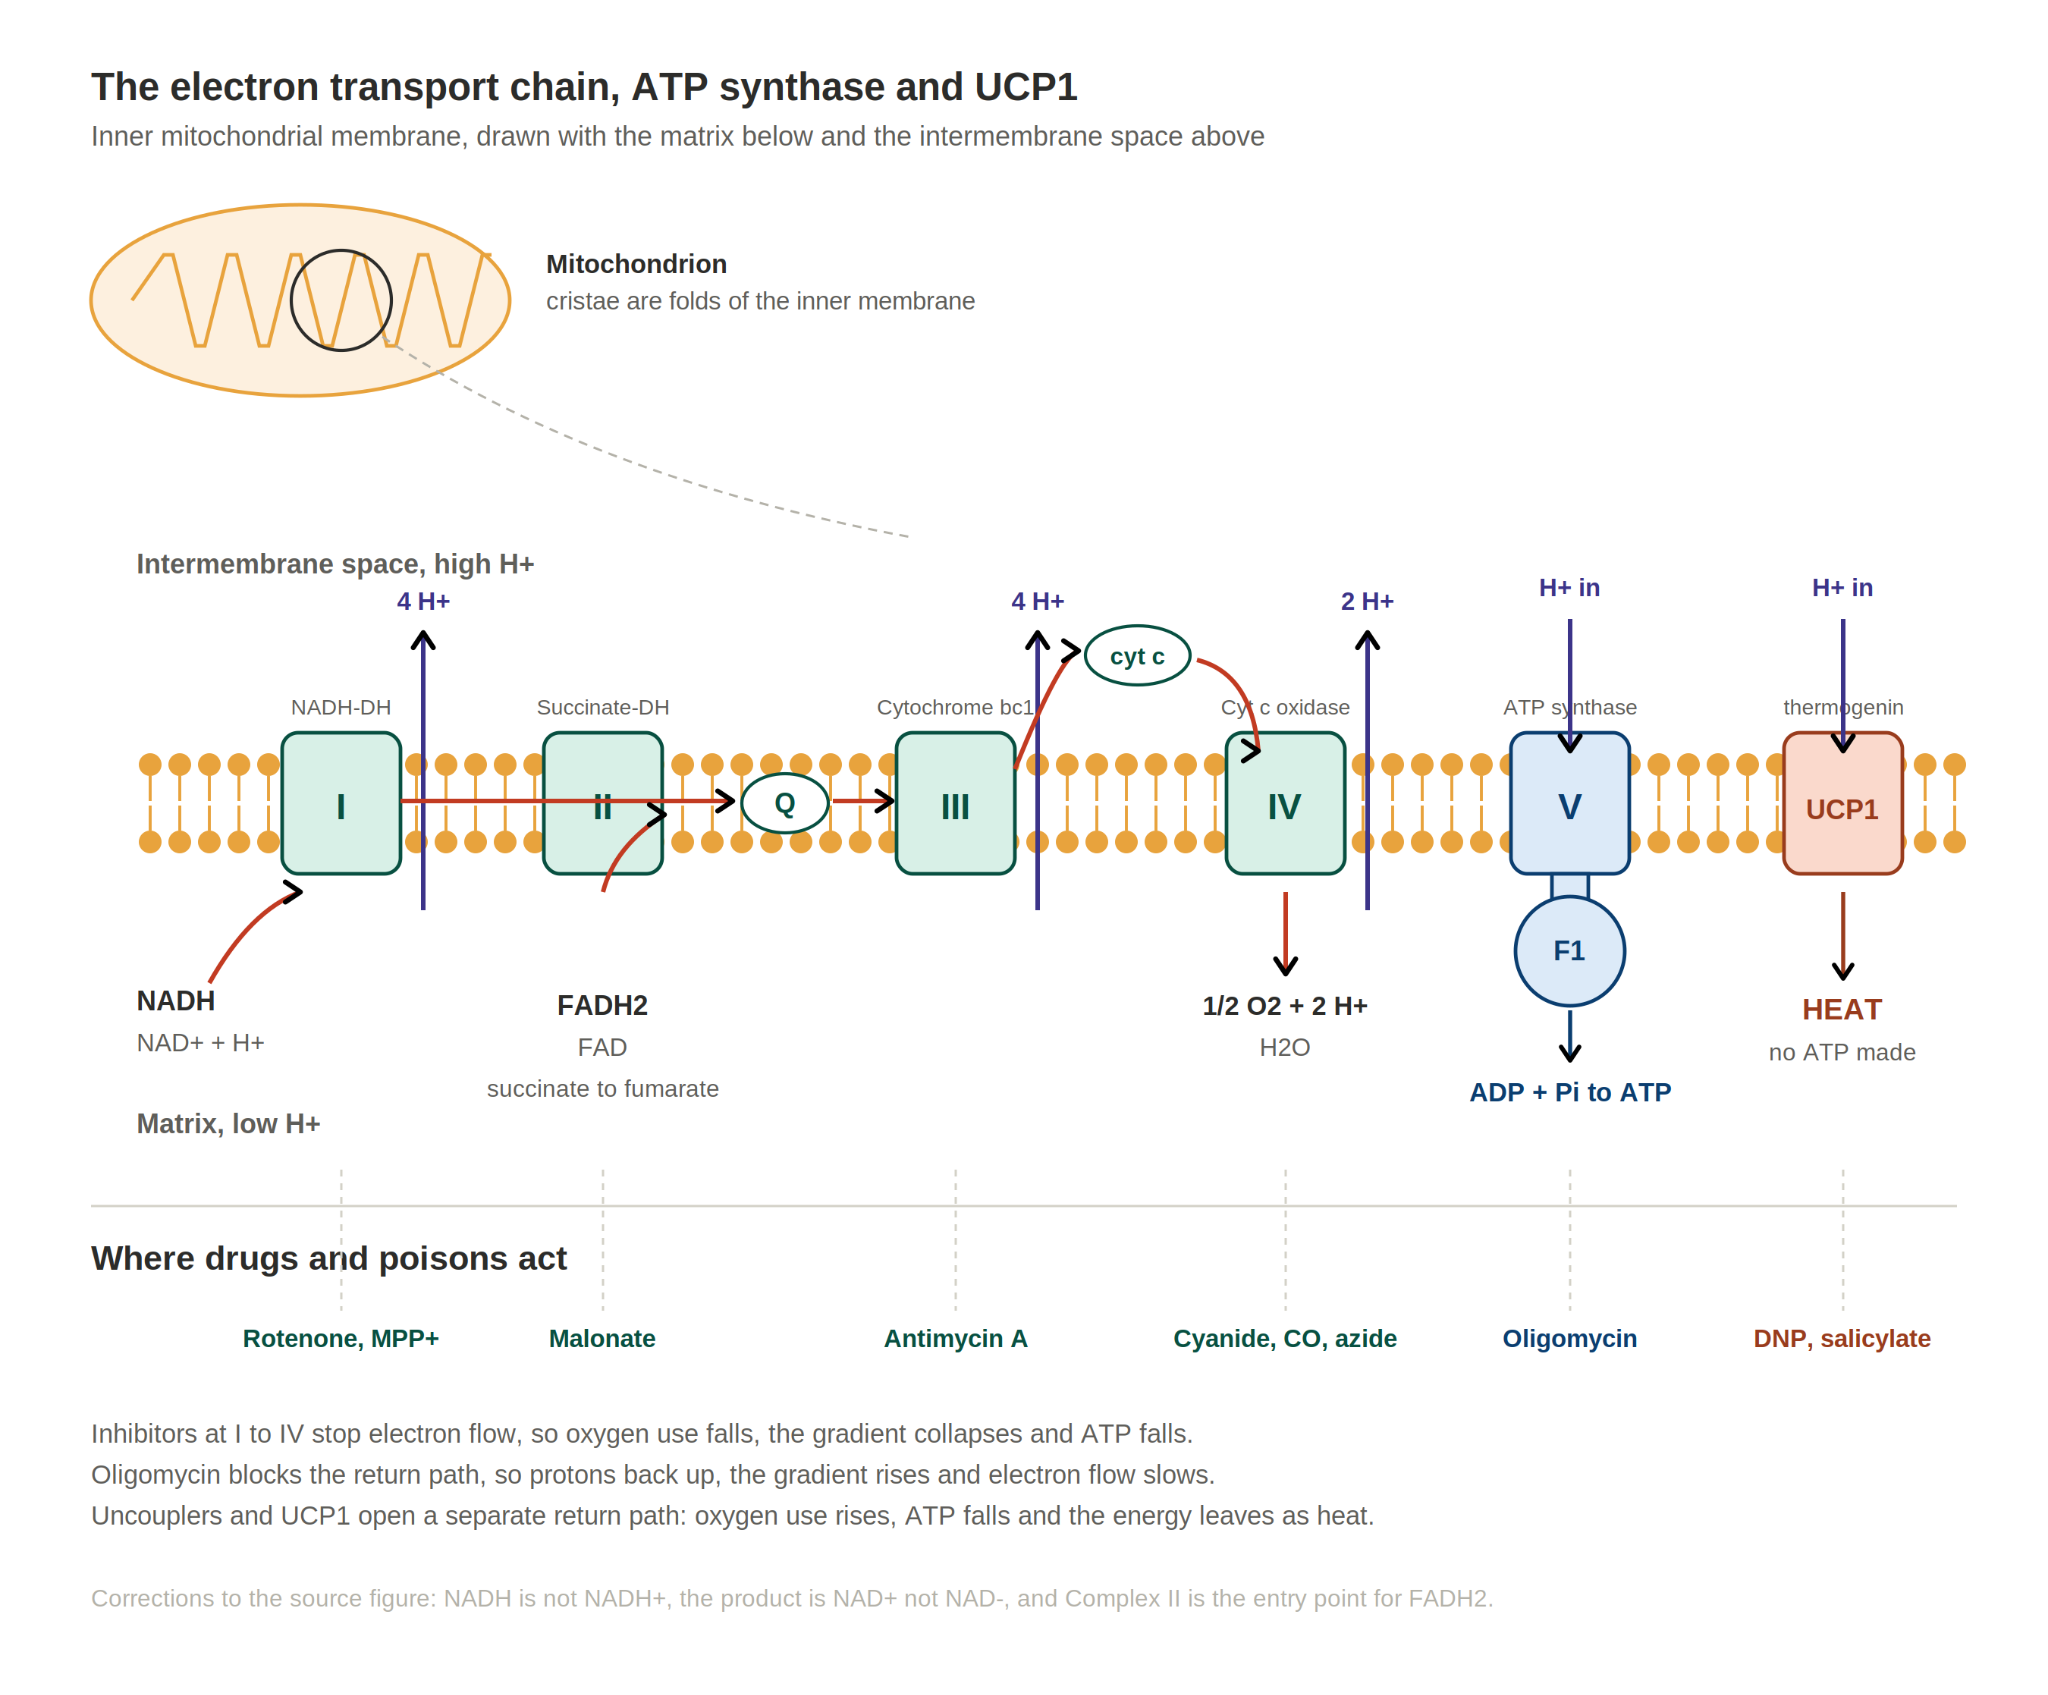 The electron transport chain, ATP synthase and UCP1
Inner mitochondrial membrane, drawn with the matrix below and the intermembrane space above
Mitochondrion
cristae are folds of the inner membrane
Intermembrane space, high H+
4 H+
4 H+
2 H+
H+ in
H+ in
cyt c
NADH-DH
Succinate-DH
Cytochrome bc1
Cyt c oxidase
ATP synthase
thermogenin
I
II
Q
III
IV
V
UCP1
F1
NADH
NAD+ + H+
FADH2
FAD
succinate to fumarate
1/2 O2 + 2 H+
H2O
ADP + Pi to ATP
HEAT
no ATP made
Matrix, low H+
Where drugs and poisons act
Rotenone, MPP+
Malonate
Antimycin A
Cyanide, CO, azide
Oligomycin
DNP, salicylate
Inhibitors at I to IV stop electron flow, so oxygen use falls, the gradient collapses and ATP falls.
Oligomycin blocks the return path, so protons back up, the gradient rises and electron flow slows.
Uncouplers and UCP1 open a separate return path: oxygen use rises, ATP falls and the energy leaves as heat.
Corrections to the source figure: NADH is not NADH+, the product is NAD+ not NAD-, and Complex II is the entry point for FADH2.